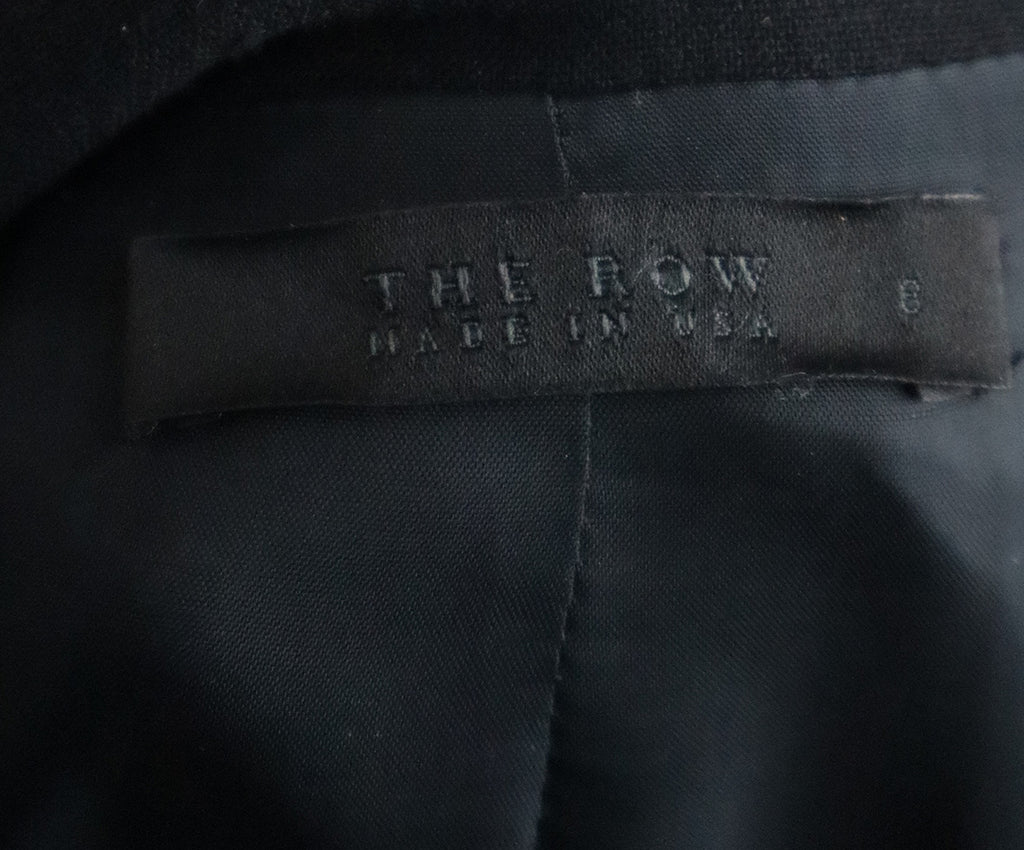 THE ROW
MADE IN USA
8